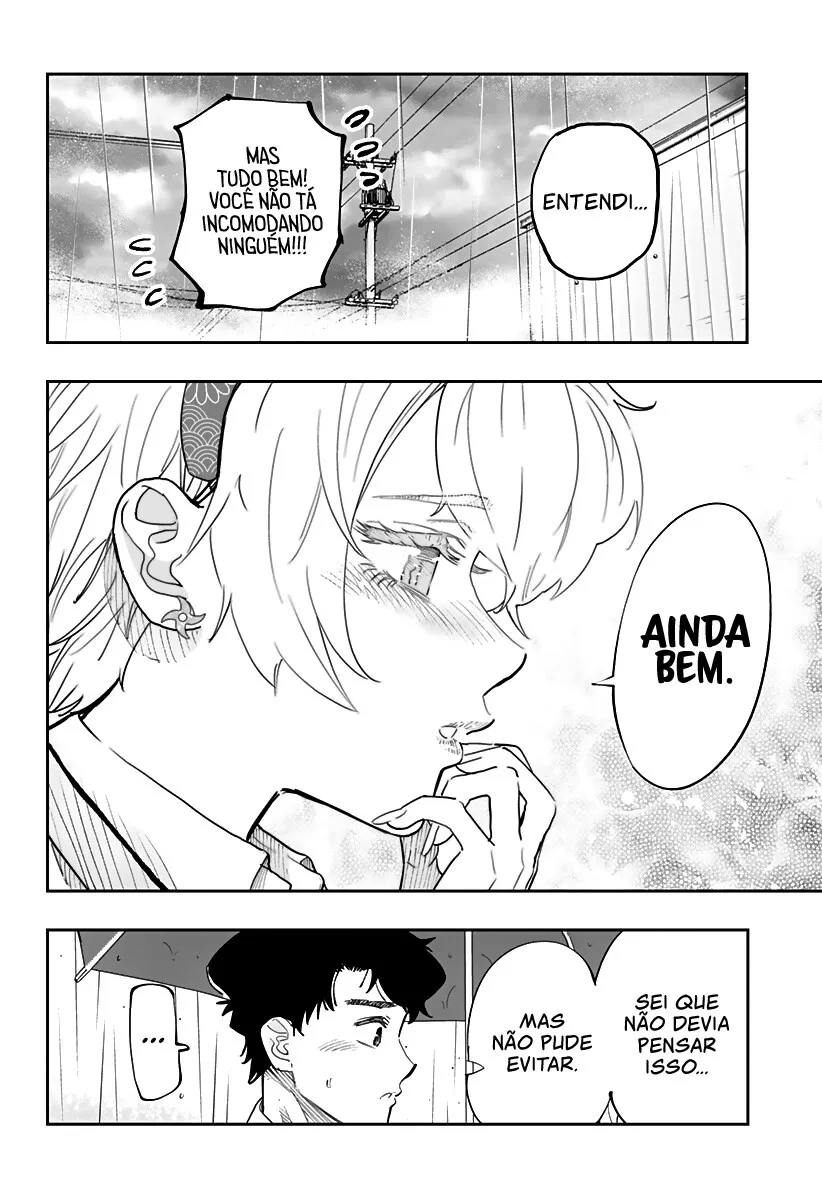 ENTENDI...
MAS
TUDO BEM!
VOCÊ NÃO TÁ
INCOMODANDO
NINGUÉM!!!
AINDA
BEM.
SEI QUE
NÃO DEVIA
PENSAR
ISSO...
MAS
NÃO PUDE
EVITAR.
...